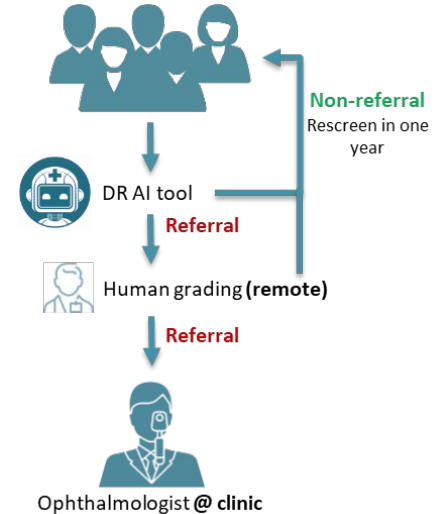 Non-referral
Rescreen in one
year
DR AI tool
Referral
Human grading (remote)
Referral
Ophthalmologist @ clinic